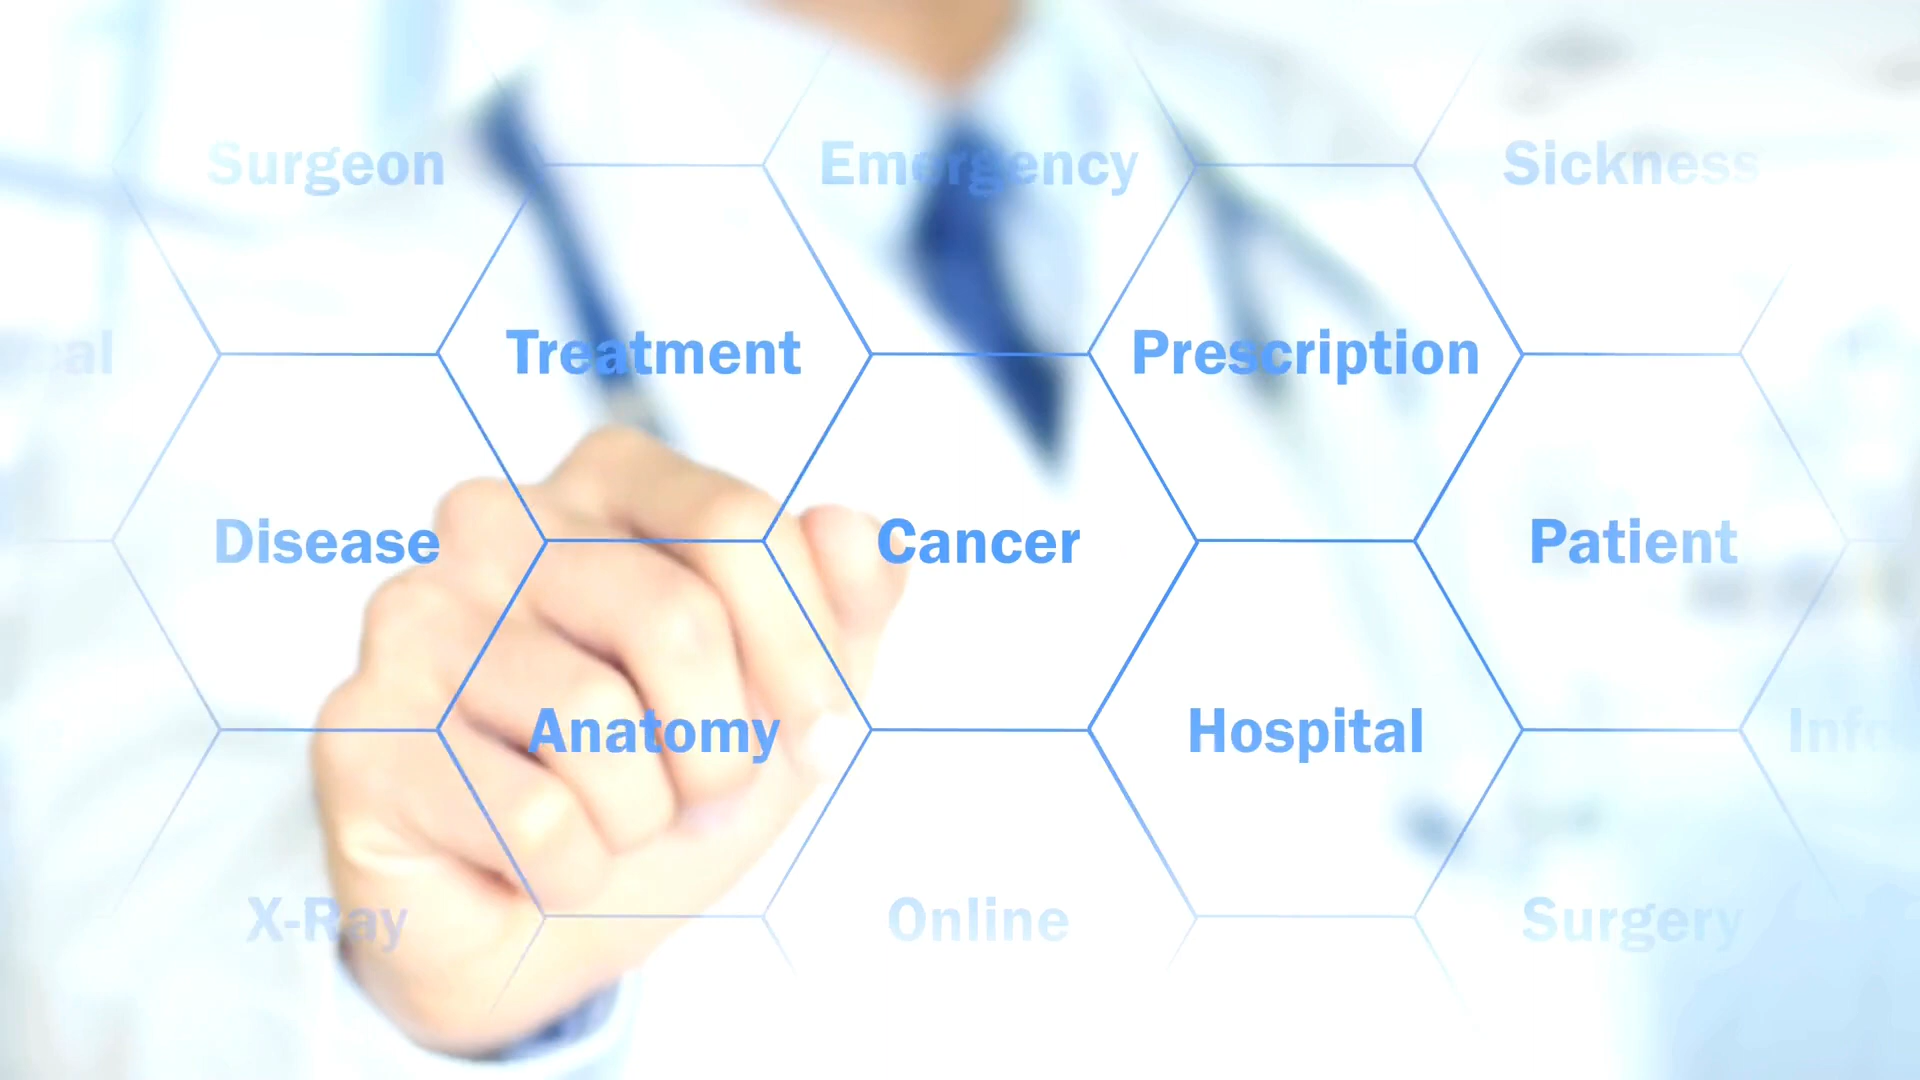 Surgeon
Emergency
Sickness
Treatment
Prescription
Disease
Cancer
Patient
Anatomy
Hospital
X-Ray
Online
Surgery